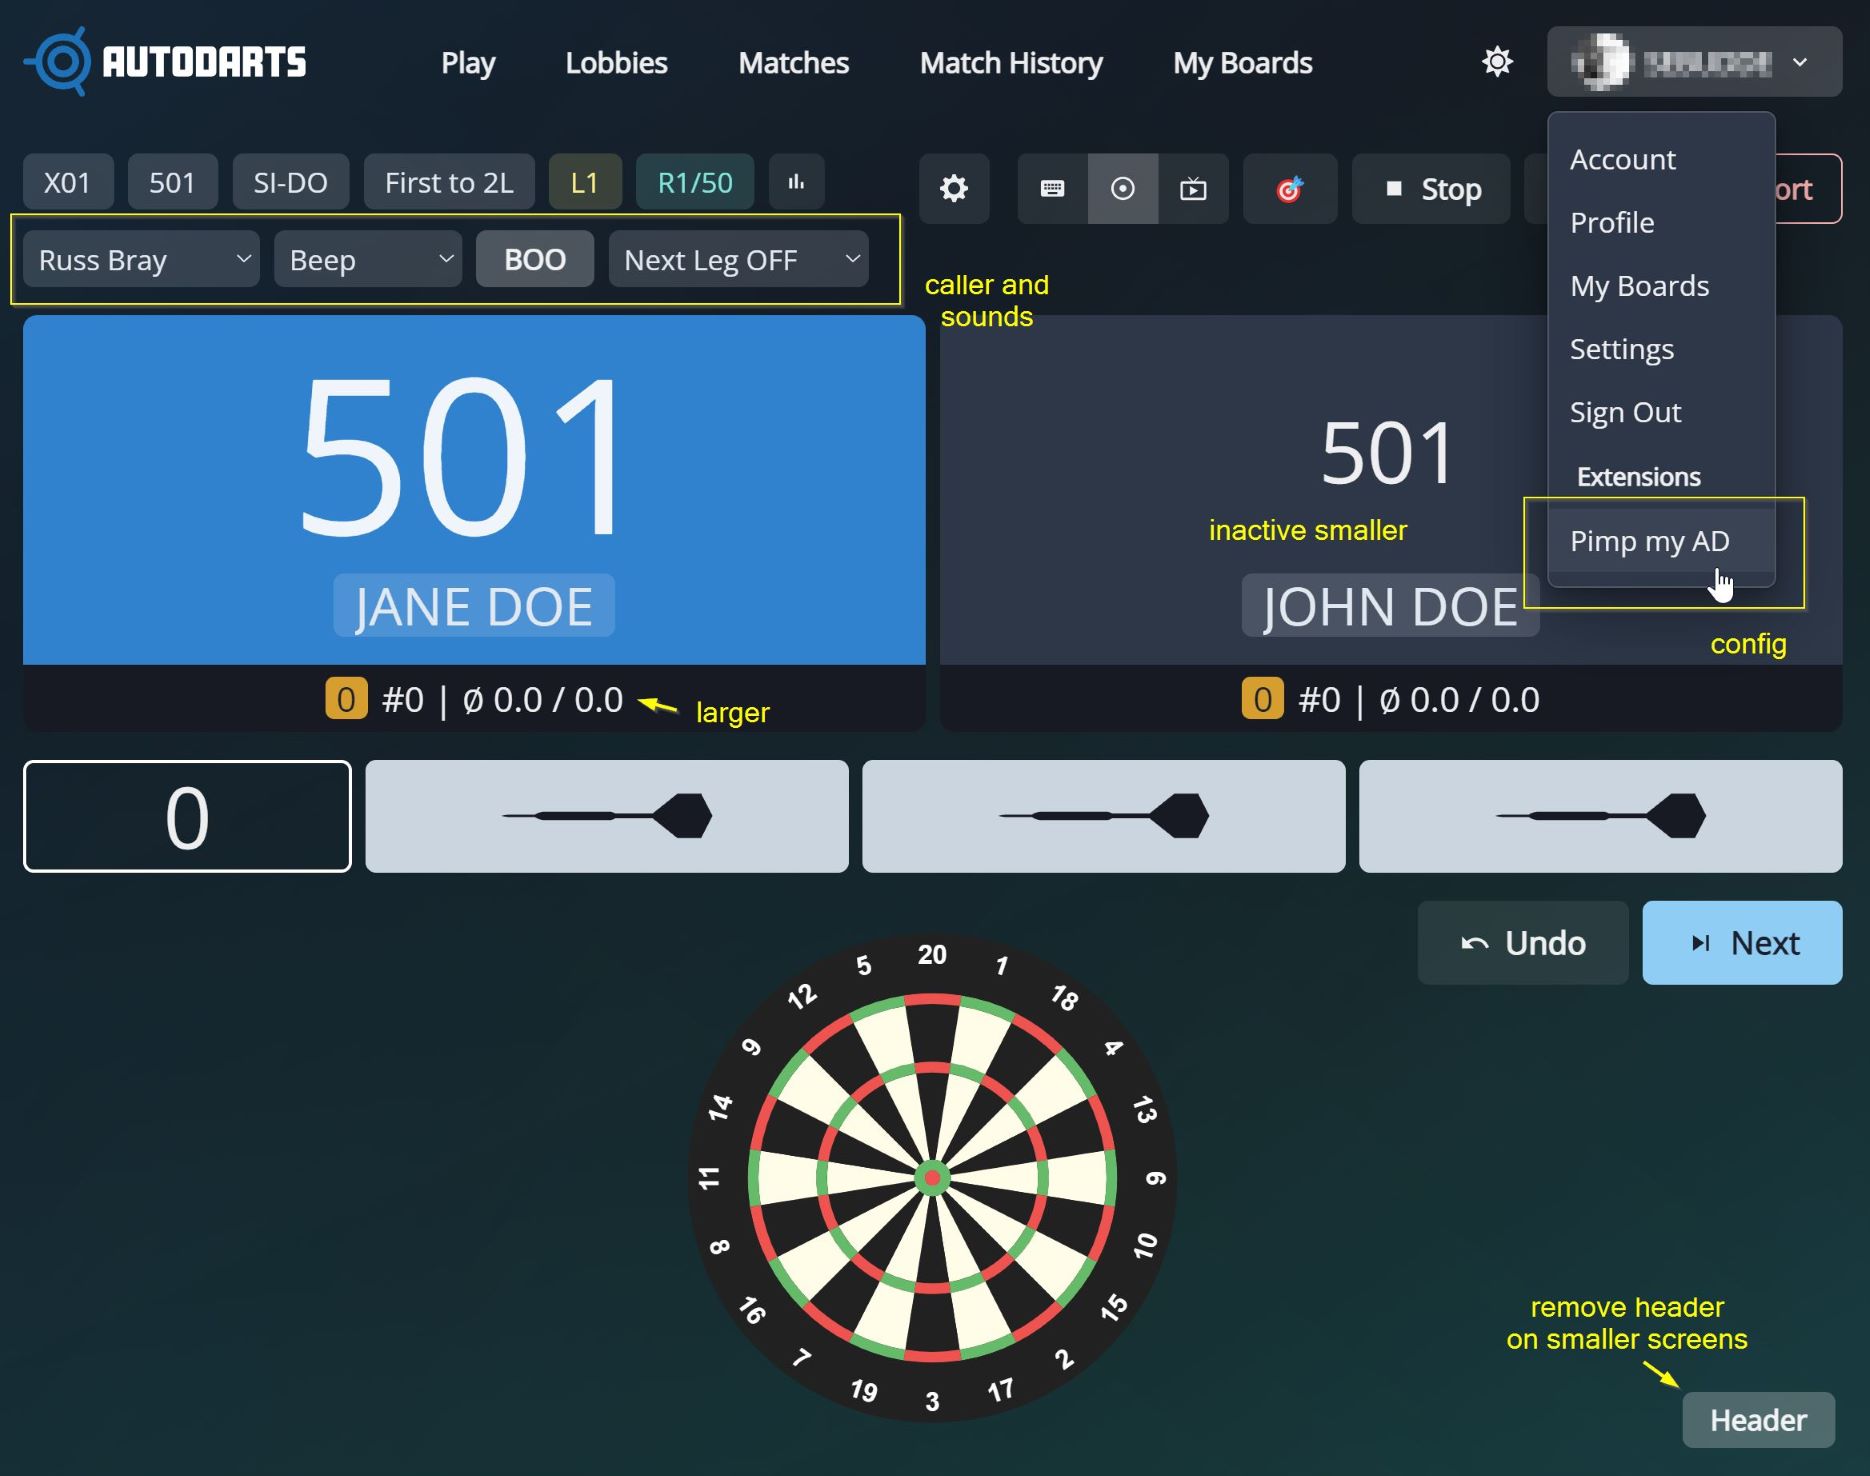 AUTODARTS
Play
Lobbies
Matches
Match History
My Boards
X01
501
SI-DO
First to 2L
L1
R1/50
Stop
ort
Account
Profile
My Boards
Settings
Sign Out
Extensions
Pimp my AD
config
Russ Bray
Beep
BOO
Next Leg OFF
caller and
sounds
501
JANE DOE
0 #0 | ø 0.0 / 0.0
larger
501
inactive smaller
JOHN DOE
0 #0 | ø 0.0 / 0.0
0
Undo
Next
20
1
18
4
13
6
10
15
2
17
3
19
7
16
8
11
14
9
12
5
remove header
on smaller screens
Header